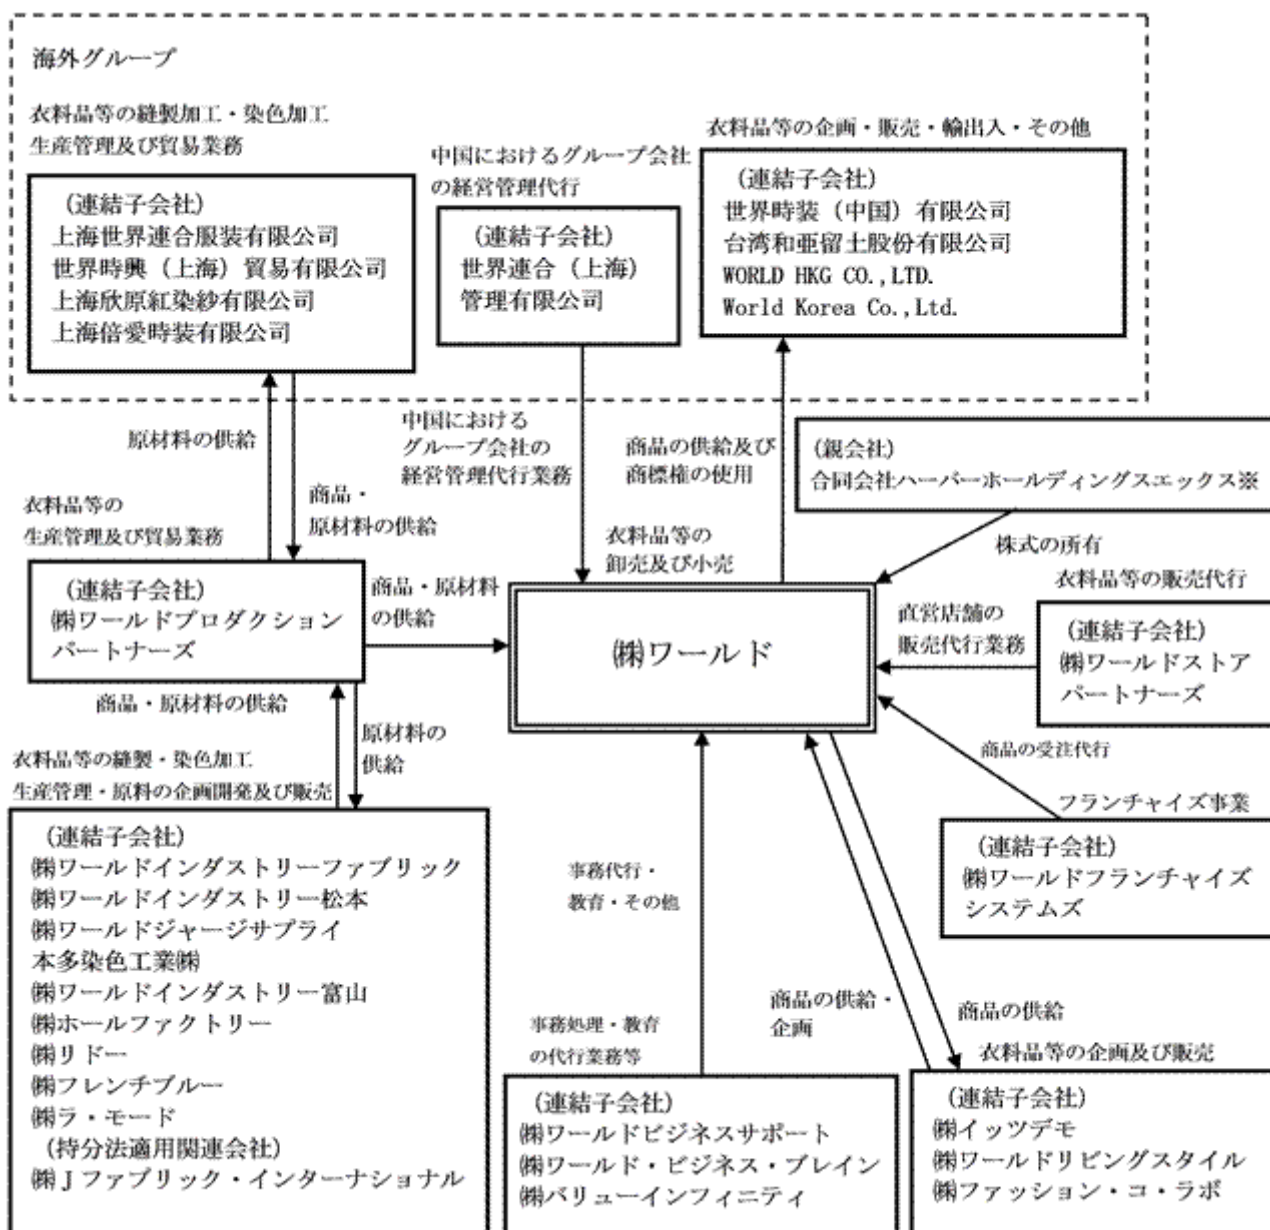 海外グループ
衣料品等の縫製加工・染色加工
生産管理及び貿易業務
(連結子会社)
上海世界連合服装有限公司
世界時興（上海）貿易有限公司
上海欣原紅染紗有限公司
上海倍愛時装有限公司
中国におけるグループ会社
の経営管理代行
(連結子会社)
世界連合（上海）
管理有限公司
衣料品等の企画・販売・輸出入・その他
(連結子会社)
世界時装（中国）有限公司
台湾和亜留土股份有限公司
WORLD HKG CO.,LTD.
World Korea Co.,Ltd.
原材料の供給
商品・
原材料の供給
中国における
グループ会社の
経営管理代行業務
商品の供給及び
商標権の使用
(親会社)
合同会社ハーバーホールディングスエックス※
株式の所有
衣料品等の
生産管理及び貿易業務
(連結子会社)
㈱ワールドプロダクション
パートナーズ
商品・原材料
の供給
衣料品等の
卸売及び小売
㈱ワールド
衣料品等の販売代行
直営店舗の
販売代行業務
(連結子会社)
㈱ワールドストア
パートナーズ
商品・原材料の供給
原材料の
供給
商品の受注代行
フランチャイズ事業
(連結子会社)
㈱ワールドフランチャイズ
システムズ
衣料品等の縫製・染色加工
生産管理・原料の企画開発及び販売
(連結子会社)
㈱ワールドインダストリーファブリック
㈱ワールドインダストリー松本
㈱ワールドジャージサプライ
本多染色工業㈱
㈱ワールドインダストリー富山
㈱ホールファクトリー
㈱リドー
㈱フレンチブルー
㈱ラ・モード
(持分法適用関連会社)
㈱Ｊファブリック・インターナショナル
事務代行・
教育・その他
事務処理・教育
の代行業務等
(連結子会社)
㈱ワールドビジネスサポート
㈱ワールド・ビジネス・ブレイン
㈱バリューインフィニティ
商品の供給・
企画
商品の供給
衣料品等の企画及び販売
(連結子会社)
㈱イッツデモ
㈱ワールドリビングスタイル
㈱ファッション・コ・ラボ